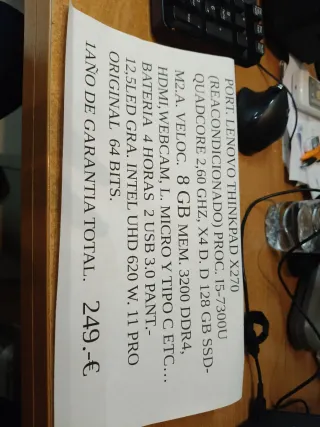 PORT. LENOVO THINKPAD X270
(REACONDICIONADO) PROC. I5-7300U
QUADCORE 2,60 GHZ, X4 D. D 128 GB SSD-
M2.A. VELOC. 8 GB MEM. 3200 DDR4,
HDMI, WEBCAM, L. MICRO Y TIPO C ETC...
BATERIA 4 HORAS 2 USB 3.0 PANT.-
12,5LED GRA. INTEL UHD 620 W. 11 PRO
ORIGINAL 64 BITS.
1AÑO DE GARANTIA TOTAL. 249.-€